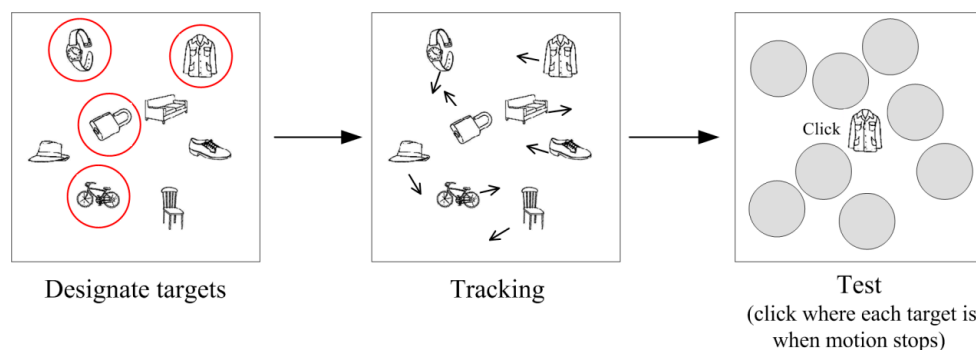 Click
Designate targets
Tracking
Test
(click where each target is
when motion stops)